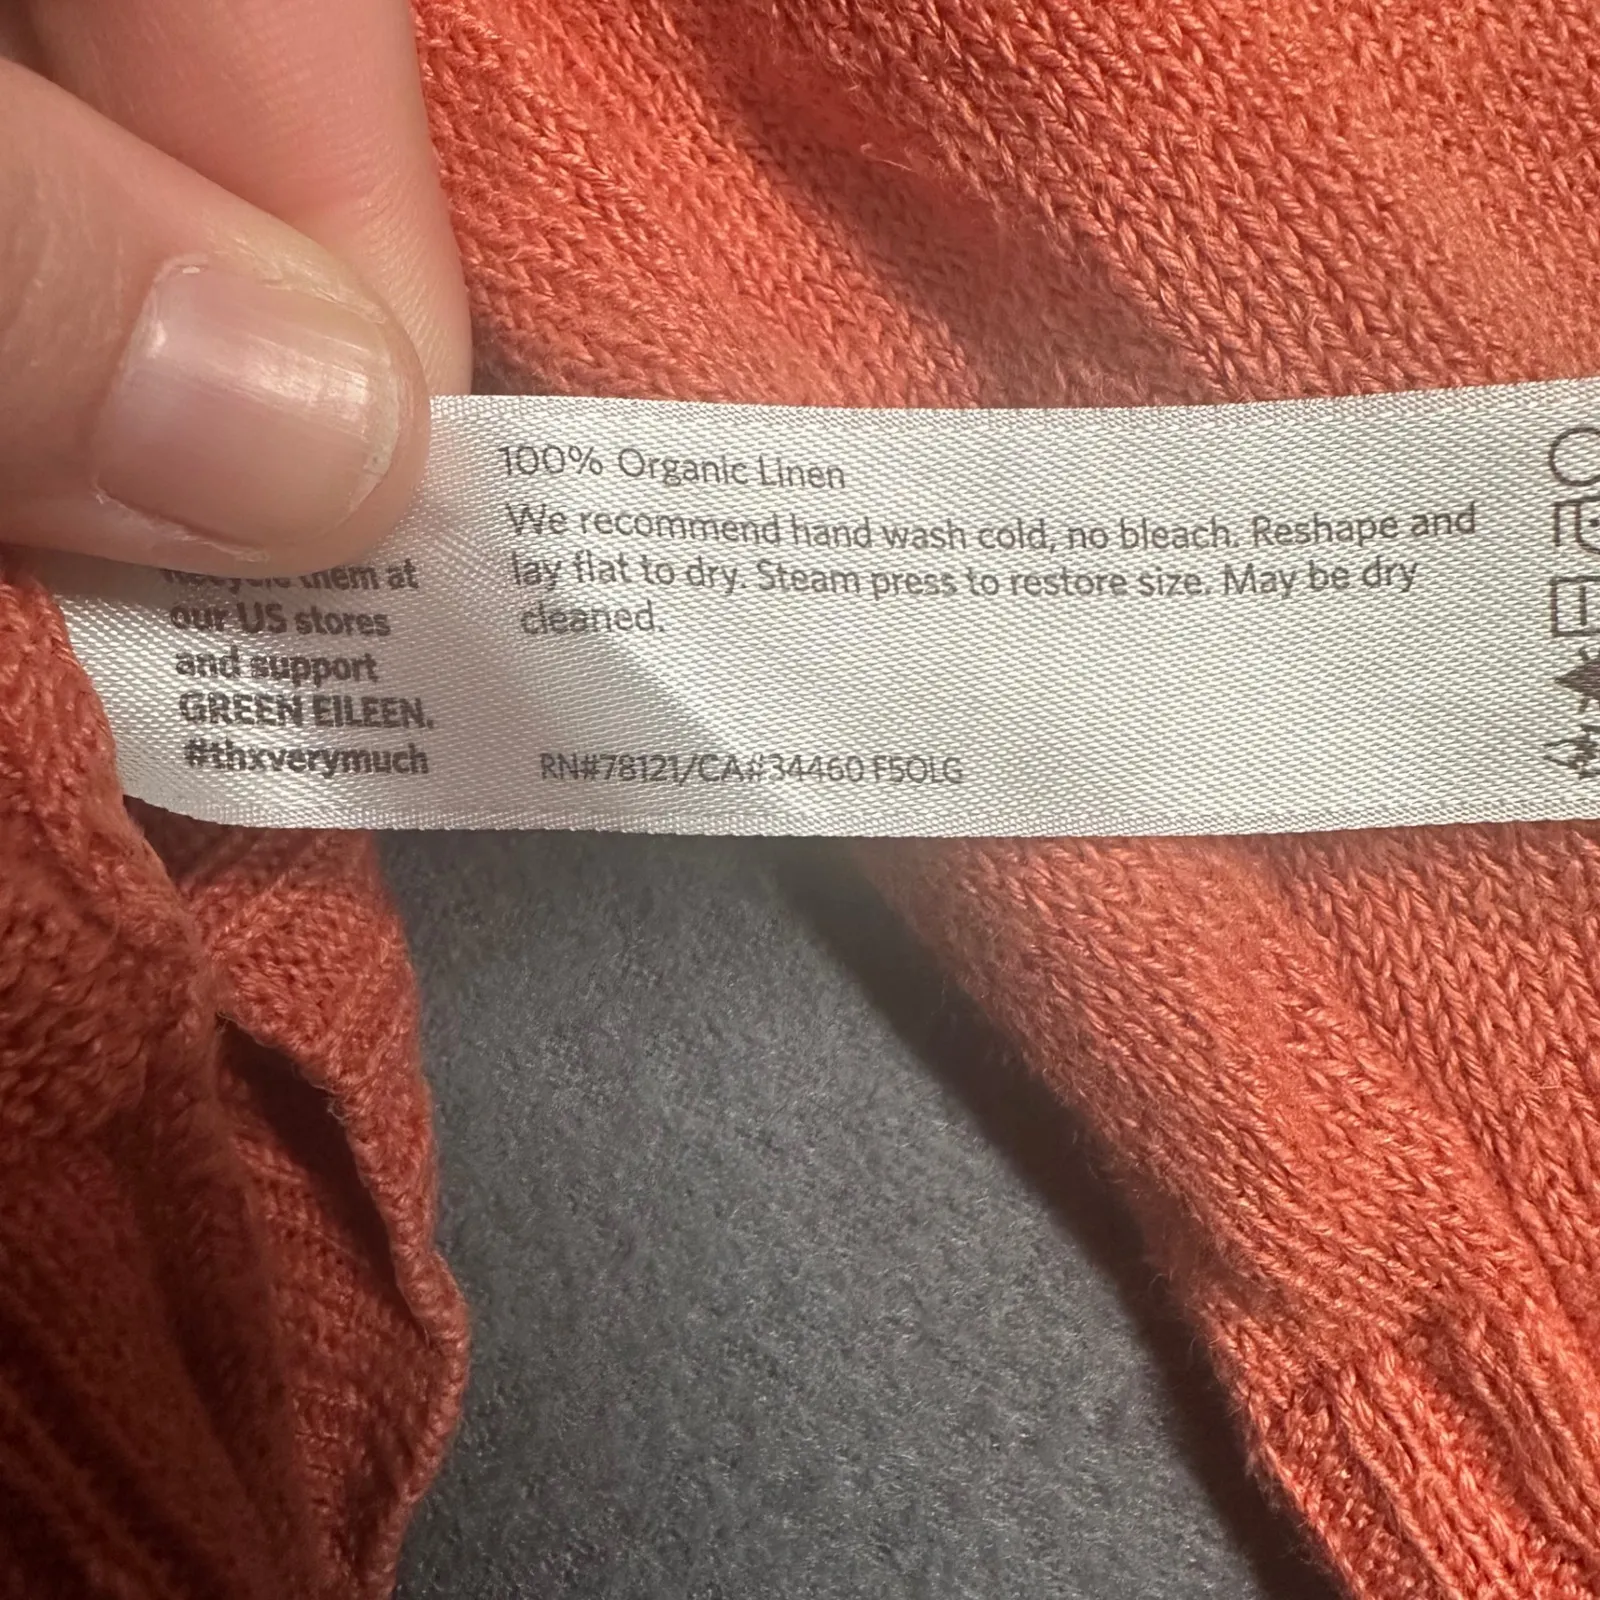 100% Organic Linen
We recommend hand wash cold, no bleach. Reshape and
lay flat to dry. Steam press to restore size. May be dry
cleaned.
RN#78121/CA#34460 F5OLG
Recycle them at
our US stores
and support
GREEN EILEEN.
#thxverymuch